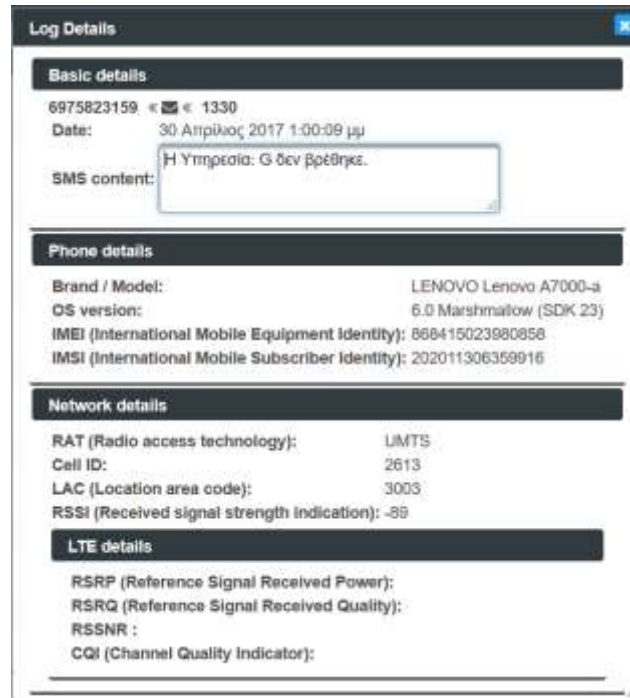 Log Details
Basic details
6975823159 « « 1330
Date: 30 Απρίλιος 2017 1:00:09 μμ
SMS content: Η Υπηρεσία: G δεν βρέθηκε.
Phone details
Brand / Model: LENOVO Lenovo A7000-a
OS version: 6.0 Marshmallow (SDK 23)
IMEI (International Mobile Equipment Identity): 868415023980858
IMSI (International Mobile Subscriber Identity): 202011306359916
Network details
RAT (Radio access technology): UMTS
Cell ID: 2613
LAC (Location area code): 3003
RSSI (Received signal strength indication): -89
LTE details
RSRP (Reference Signal Received Power):
RSRQ (Reference Signal Received Quality):
RSSNR :
CQI (Channel Quality Indicator):